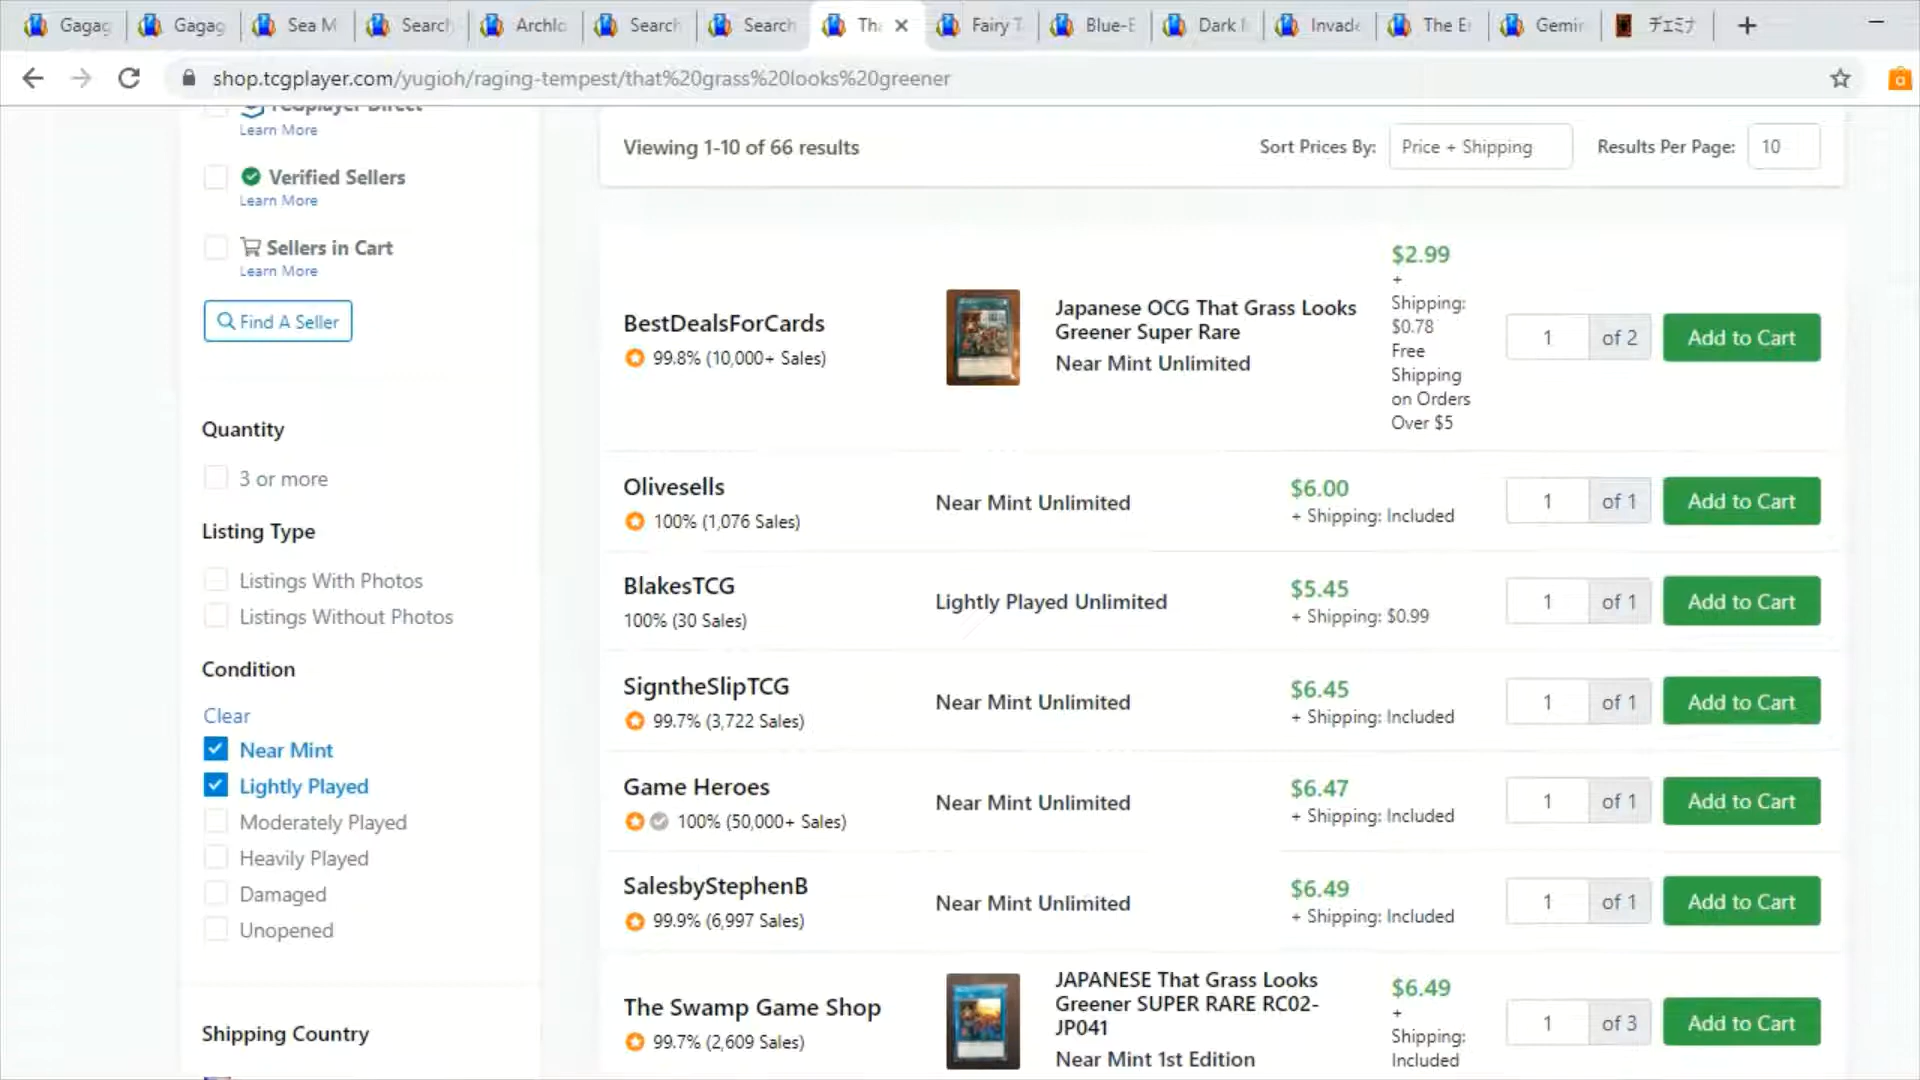 Gagag
Gagag
Sea M
Search
Archlo
Search
Search
Tha
Fairy T
Blue-E
Dark
Invade
The E
Gemin
デェミナ
shop.tcgplayer.com/yugioh/raging-tempest/that%20grass%20looks%20greener
TCGplayer Direct
Learn More
Verified Sellers
Learn More
Sellers in Cart
Learn More
Find A Seller
Quantity
3 or more
Listing Type
Listings With Photos
Listings Without Photos
Condition
Clear
Near Mint
Lightly Played
Moderately Played
Heavily Played
Damaged
Unopened
Shipping Country
Viewing 1-10 of 66 results
Sort Prices By: Price + Shipping
Results Per Page: 10
BestDealsForCards
99.8% (10,000+ Sales)
Japanese OCG That Grass Looks
Greener Super Rare
Near Mint Unlimited
$2.99
+
Shipping:
$0.78
Free
Shipping
on Orders
Over $5
1 of 2 Add to Cart
Olivesells
100% (1,076 Sales)
Near Mint Unlimited
$6.00
+ Shipping: Included
1 of 1 Add to Cart
BlakesTCG
100% (30 Sales)
Lightly Played Unlimited
$5.45
+ Shipping: $0.99
1 of 1 Add to Cart
SigntheSlipTCG
99.7% (3,722 Sales)
Near Mint Unlimited
$6.45
+ Shipping: Included
1 of 1 Add to Cart
Game Heroes
100% (50,000+ Sales)
Near Mint Unlimited
$6.47
+ Shipping: Included
1 of 1 Add to Cart
SalesbyStephenB
99.9% (6,997 Sales)
Near Mint Unlimited
$6.49
+ Shipping: Included
1 of 1 Add to Cart
The Swamp Game Shop
99.7% (2,609 Sales)
JAPANESE That Grass Looks
Greener SUPER RARE RC02-
JP041
Near Mint 1st Edition
$6.49
+
Shipping:
Included
1 of 3 Add to Cart